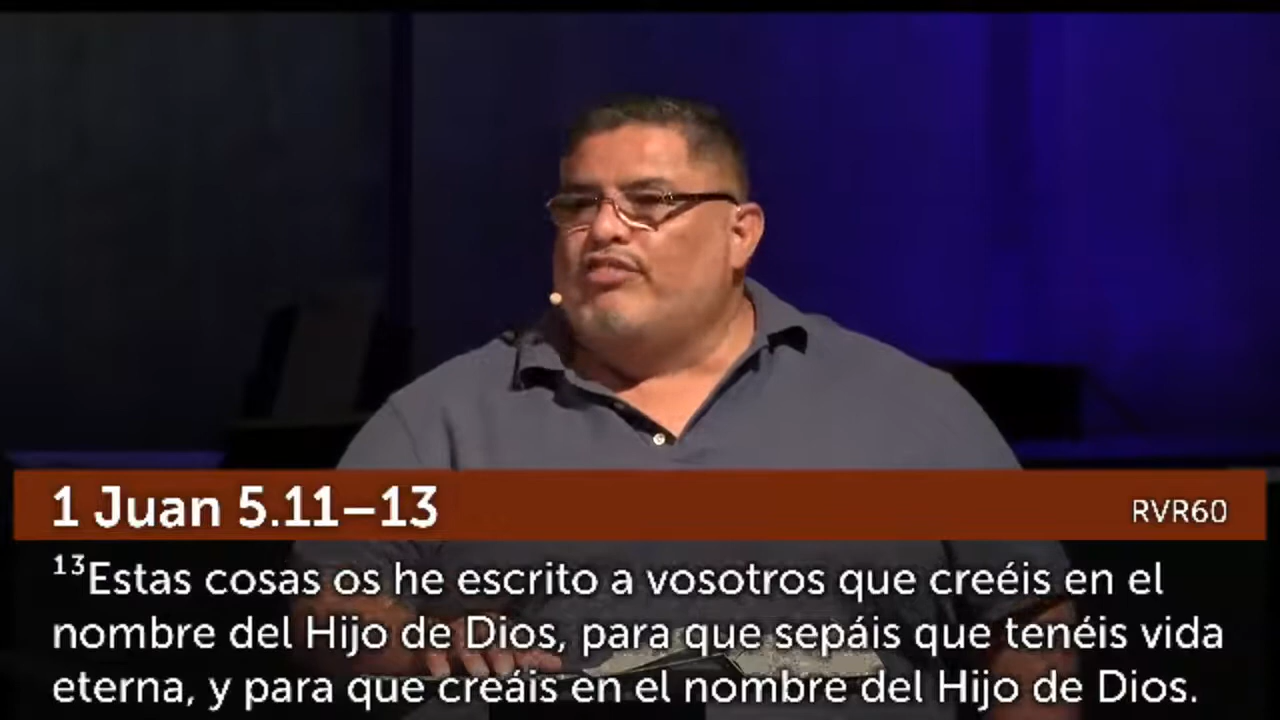 1 Juan 5.11–13 RVR60
¹³Estas cosas os he escrito a vosotros que creéis en el
nombre del Hijo de Dios, para que sepáis que tenéis vida
eterna, y para que creáis en el nombre del Hijo de Dios.